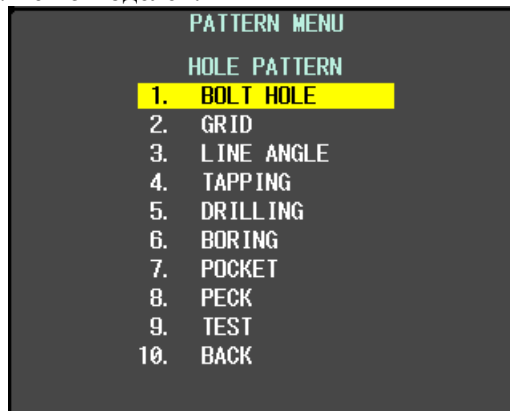 PATTERN MENU
HOLE PATTERN
1. BOLT HOLE
2. GRID
3. LINE ANGLE
4. TAPPING
5. DRILLING
6. BORING
7. POCKET
8. PECK
9. TEST
10. BACK